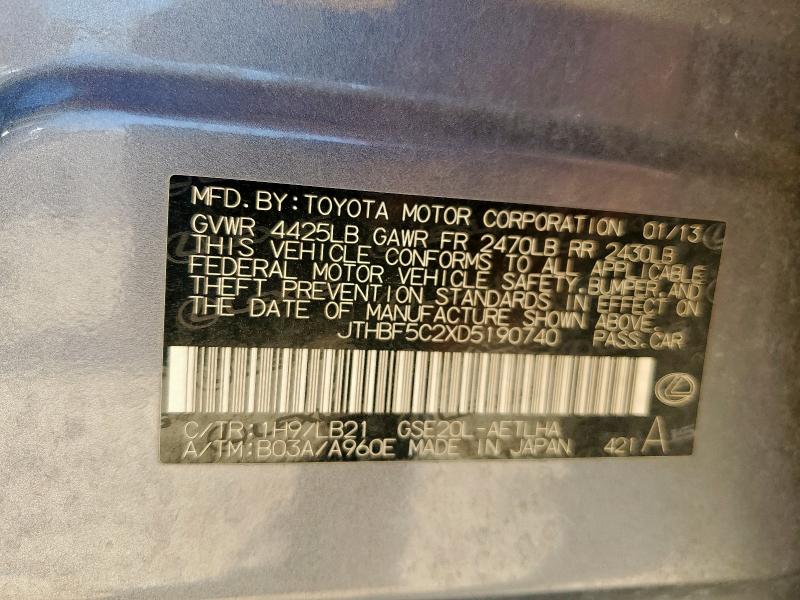 MFD.BY:TOYOTA MOTOR CORPORATION 01/13
GVWR 4425LB GAWR FR 2470LB RR 2430LB
THIS VEHICLE CONFORMS TO ALL APPLICABLE
FEDERAL MOTOR VEHICLE SAFETY,BUMPER,AND
THEFT PREVENTION STANDARDS IN EFFECT ON
THE DATE OF MANUFACTURE SHOWN ABOVE.
JTHBF5C2XD5190740 PASS.CAR
C/TR:1H9/LB21 GSE20L-AETLHA
A/TM:B03A/A960E MADE IN JAPAN 421 A